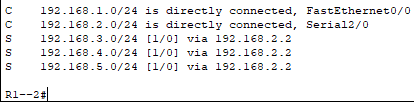 C    192.168.1.0/24 is directly connected, FastEthernet0/0
C    192.168.2.0/24 is directly connected, Serial2/0
S    192.168.3.0/24 [1/0] via 192.168.2.2
S    192.168.4.0/24 [1/0] via 192.168.2.2
S    192.168.5.0/24 [1/0] via 192.168.2.2
R1--2#